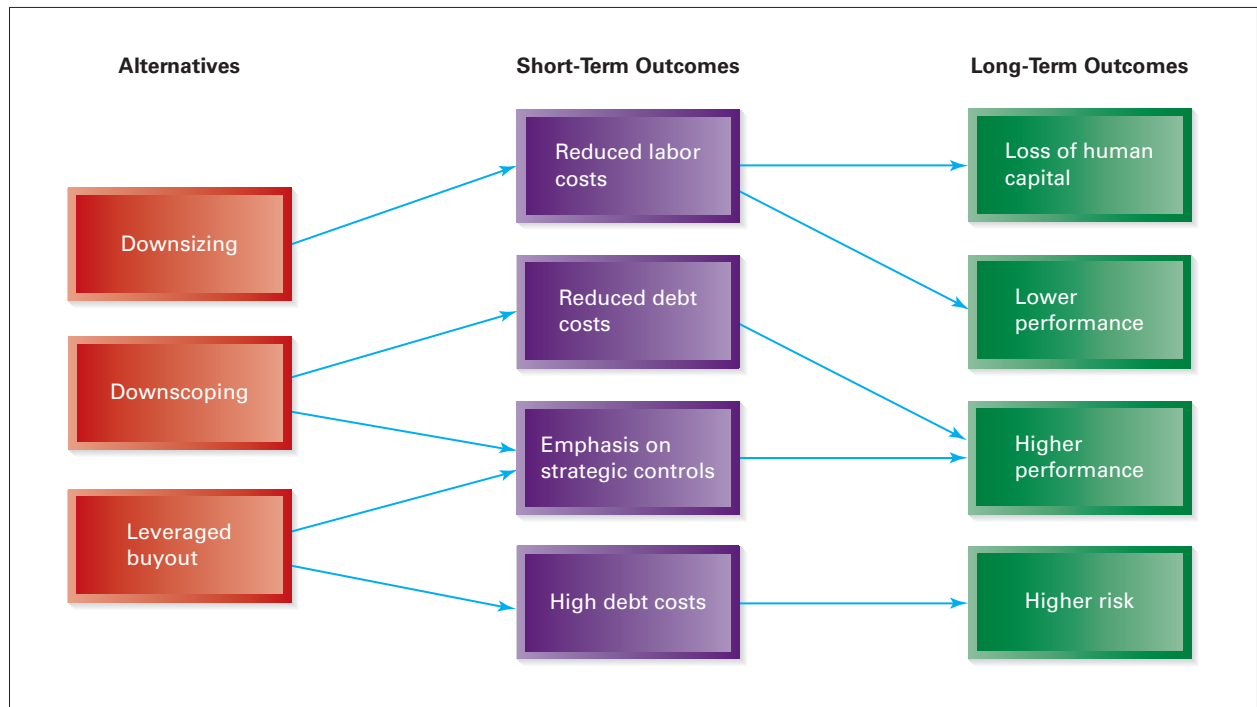 Alternatives
Short-Term Outcomes
Long-Term Outcomes
Downsizing
Downscoping
Leveraged
buyout
Reduced labor
costs
Reduced debt
costs
Emphasis on
strategic controls
High debt costs
Loss of human
capital
Lower
performance
Higher
performance
Higher risk